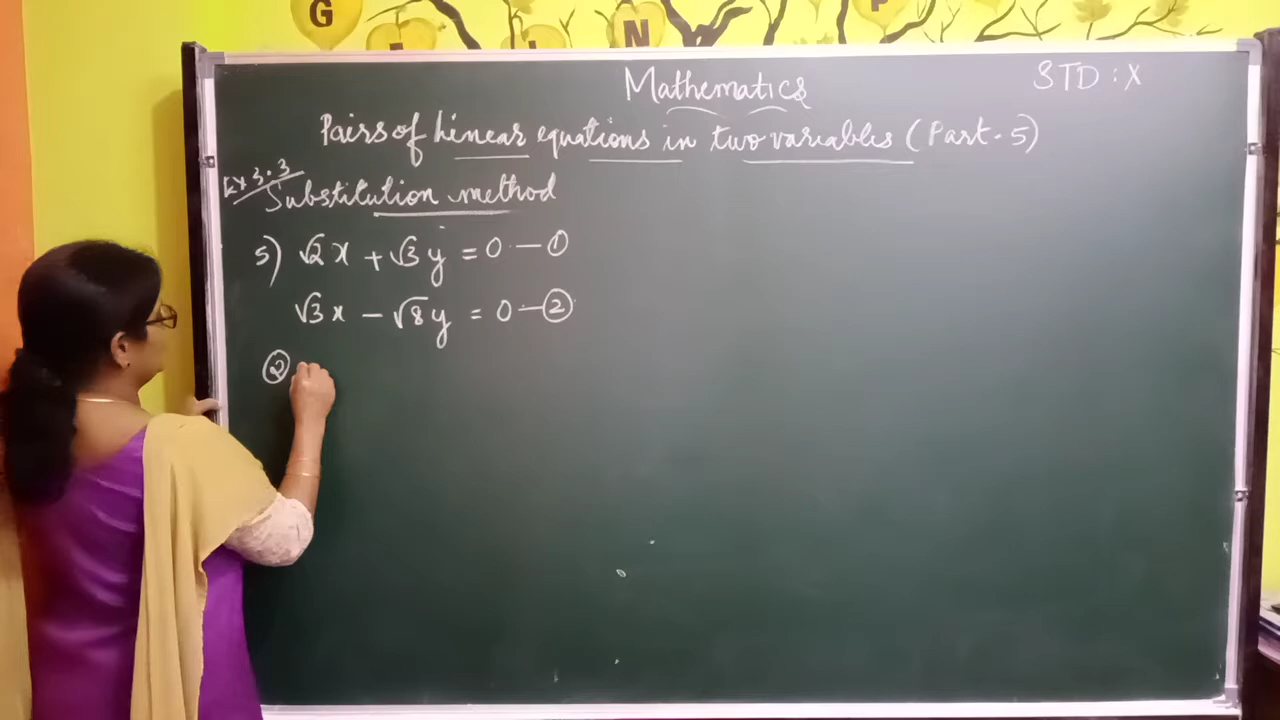 G I N P
Mathematics
STD : X
Pairs of linear equations in two variables (Part - 5)
Ex 3.3
Substitution method
5) √2 x + √3 y = 0 — ①
√3 x − √8 y = 0 — ②
②